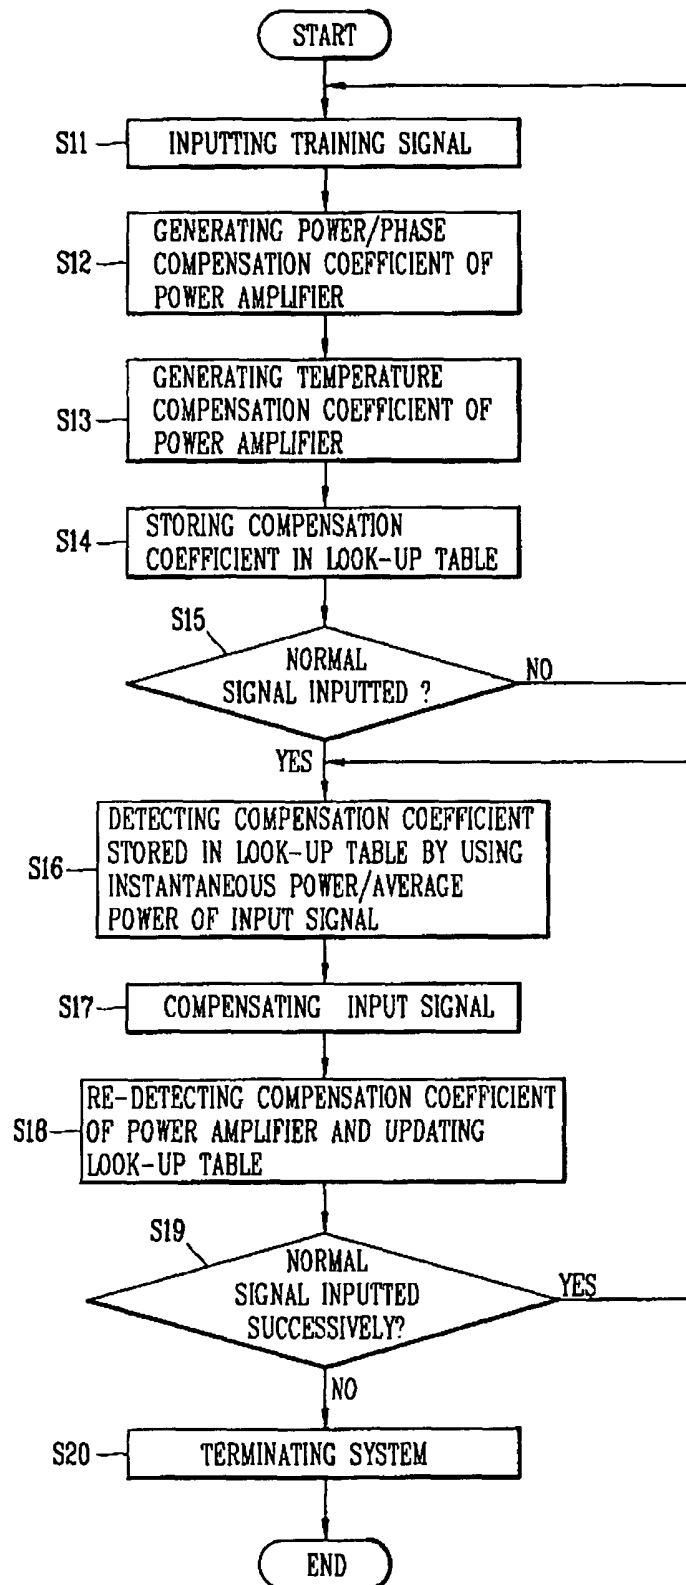 START
S11
INPUTTING TRAINING SIGNAL
S12
GENERATING POWER/PHASE
COMPENSATION COEFFICIENT OF
POWER AMPLIFIER
S13
GENERATING TEMPERATURE
COMPENSATION COEFFICIENT OF
POWER AMPLIFIER
S14
STORING COMPENSATION
COEFFICIENT IN LOOK-UP TABLE
S15
NORMAL
SIGNAL INPUTTED ?
NO
YES
S16
DETECTING COMPENSATION COEFFICIENT
STORED IN LOOK-UP TABLE BY USING
INSTANTANEOUS POWER/AVERAGE
POWER OF INPUT SIGNAL
S17
COMPENSATING INPUT SIGNAL
S18
RE-DETECTING COMPENSATION COEFFICIENT
OF POWER AMPLIFIER AND UPDATING
LOOK-UP TABLE
S19
NORMAL
SIGNAL INPUTTED
SUCCESSIVELY?
YES
NO
S20
TERMINATING SYSTEM
END